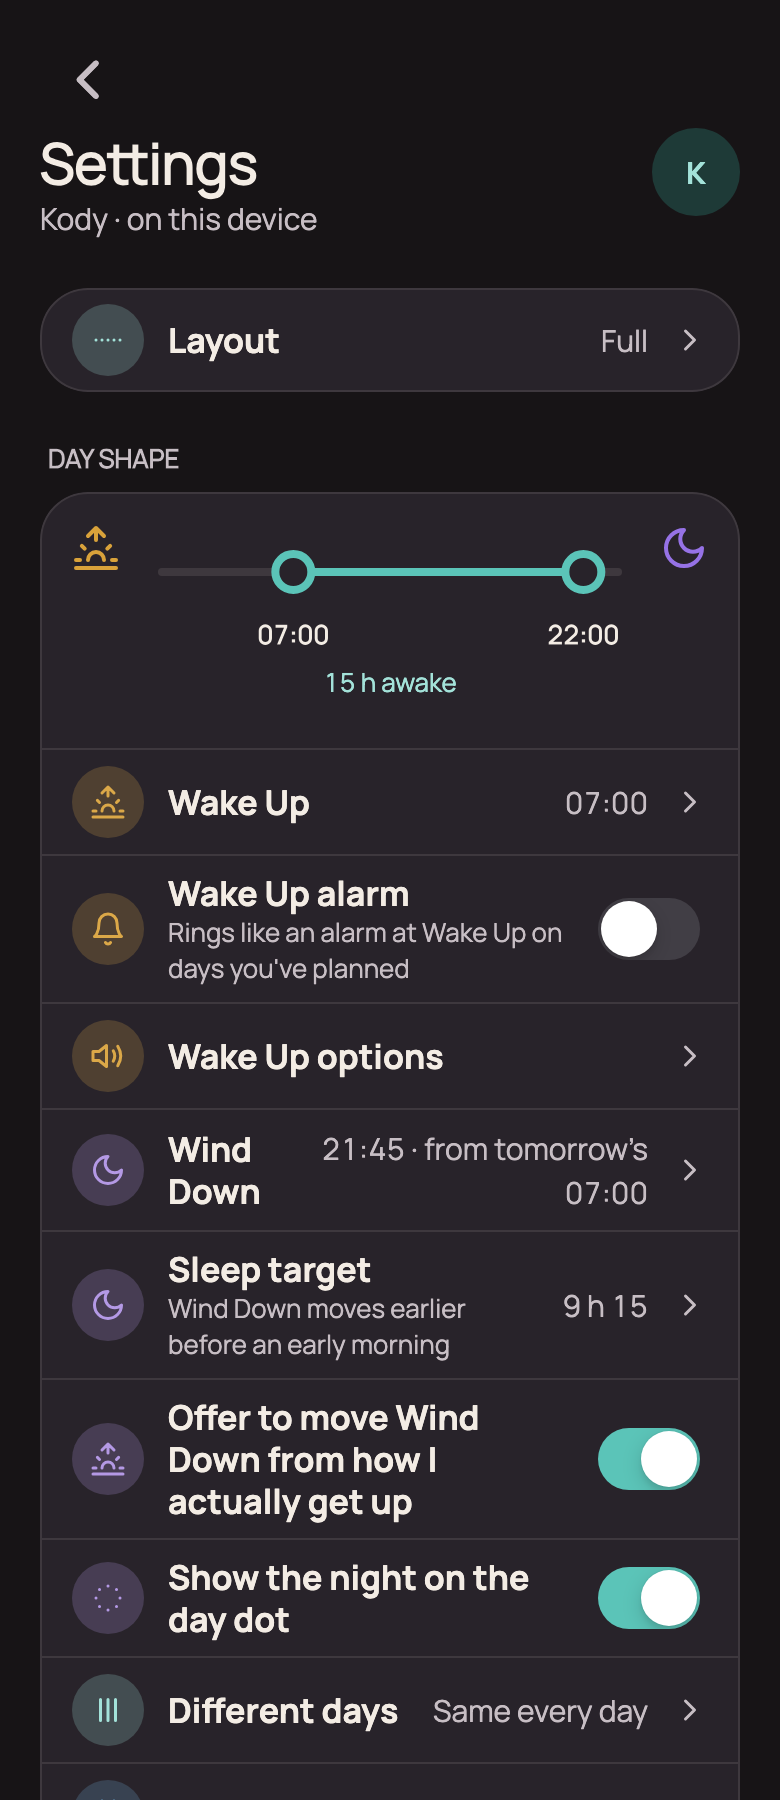 Settings
K
Kody · on this device
Layout
Full
DAY SHAPE
07:00
22:00
15 h awake
Wake Up
07:00
Wake Up alarm
Rings like an alarm at Wake Up on
days you've planned
Wake Up options
Wind
Down
21:45 · from tomorrow's
07:00
Sleep target
Wind Down moves earlier
before an early morning
9 h 15
Offer to move Wind
Down from how I
actually get up
Show the night on the
day dot
Different days
Same every day